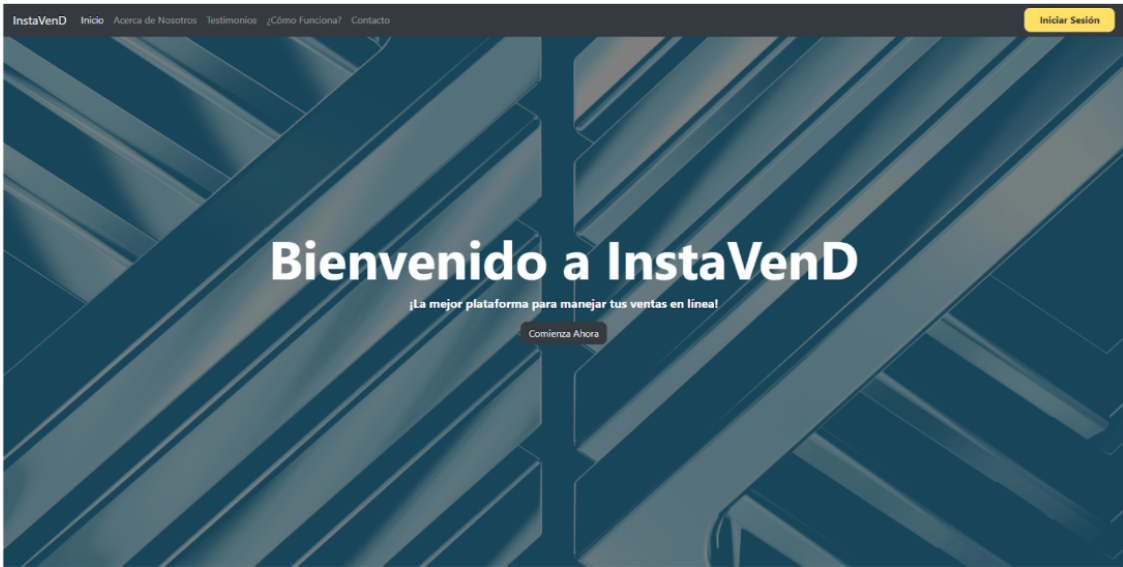 InstaVenD Inicio Acerca de Nosotros Testimonios ¿Cómo Funciona? Contacto Iniciar Sesión
Bienvenido a InstaVenD
¡La mejor plataforma para manejar tus ventas en línea!
Comienza Ahora